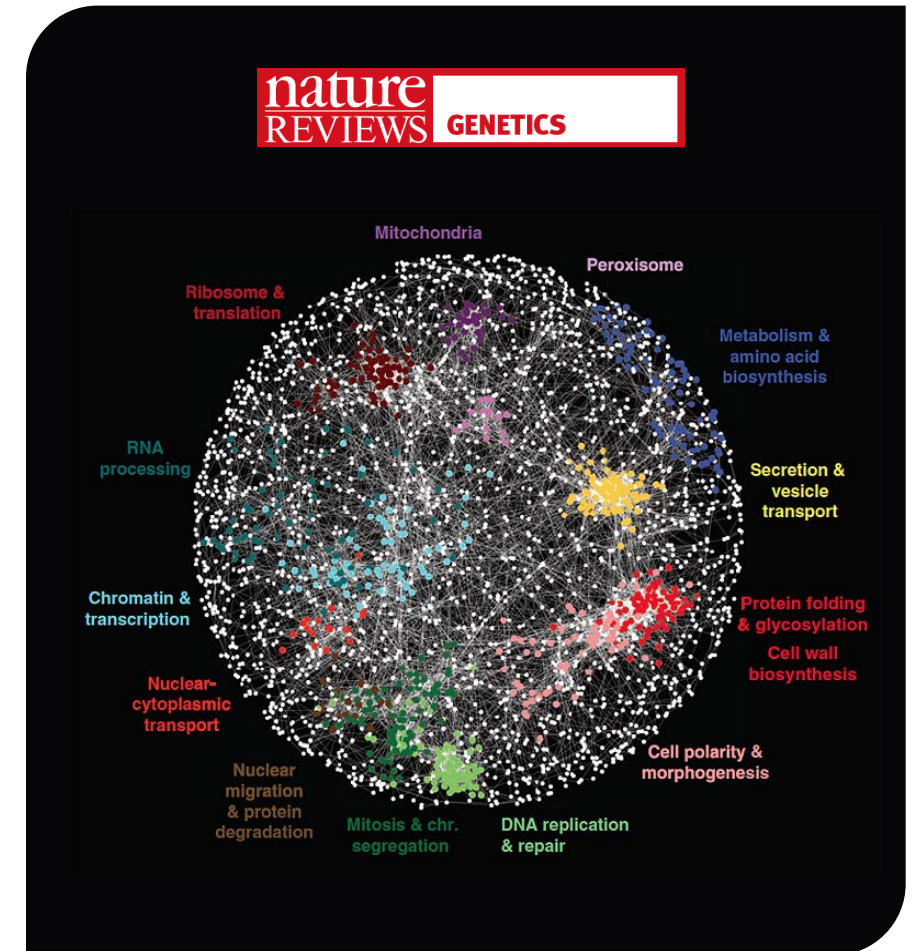 nature
REVIEWS GENETICS
Mitochondria
Peroxisome
Ribosome &
translation
Metabolism &
amino acid
biosynthesis
RNA
processing
Secretion &
vesicle
transport
Chromatin &
transcription
Protein folding
& glycosylation
Cell wall
biosynthesis
Nuclear-
cytoplasmic
transport
Cell polarity &
morphogenesis
Nuclear
migration
& protein
degradation
Mitosis & chr.
segregation
DNA replication
& repair